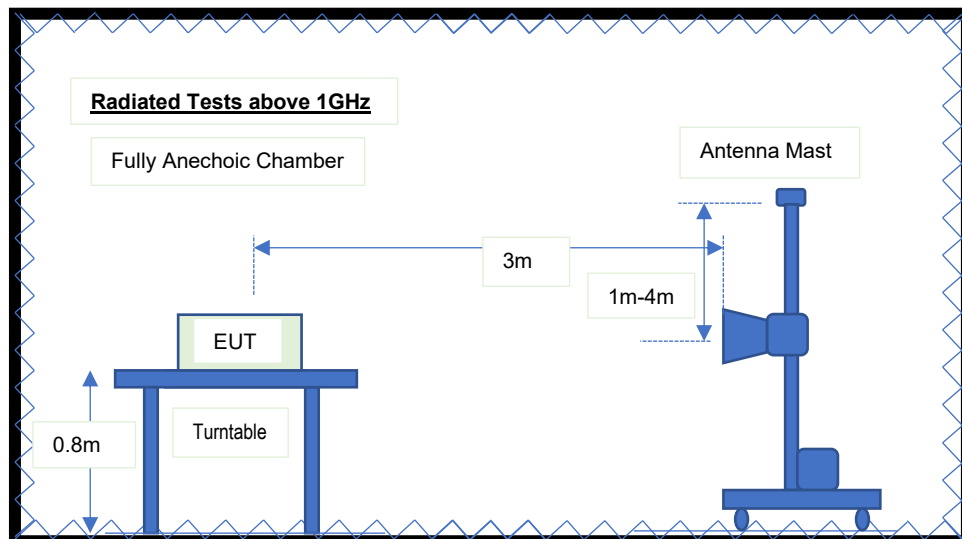 Radiated Tests above 1GHz
Fully Anechoic Chamber
Antenna Mast
3m
1m-4m
EUT
Turntable
0.8m